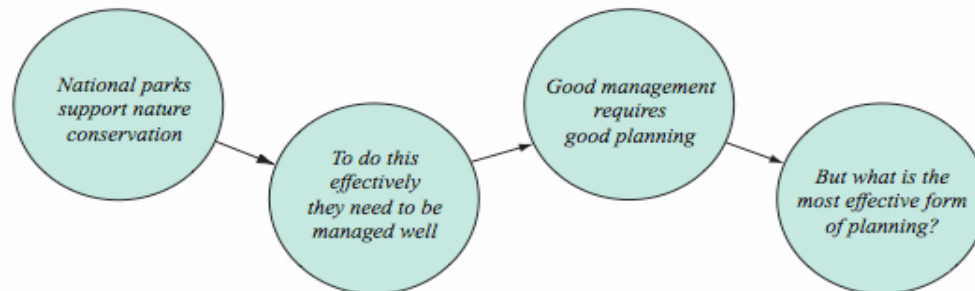 National parks
support nature
conservation
To do this
effectively
they need to be
managed well
Good management
requires
good planning
But what is the
most effective form
of planning?